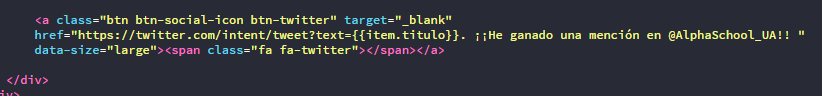 <a class="btn btn-social-icon btn-twitter" target="_blank"
href="https://twitter.com/intent/tweet?text={{item.titulo}}. ¡¡He ganado una mención en @AlphaSchool_UA!! "
data-size="large"><span class="fa fa-twitter"></span></a>
</div>